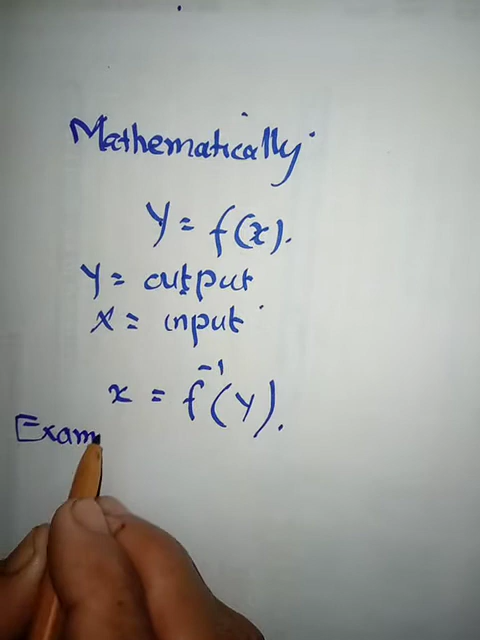 Mathematically
y = f(x).
y = output
x = input
x = f⁻¹(y).
Exam